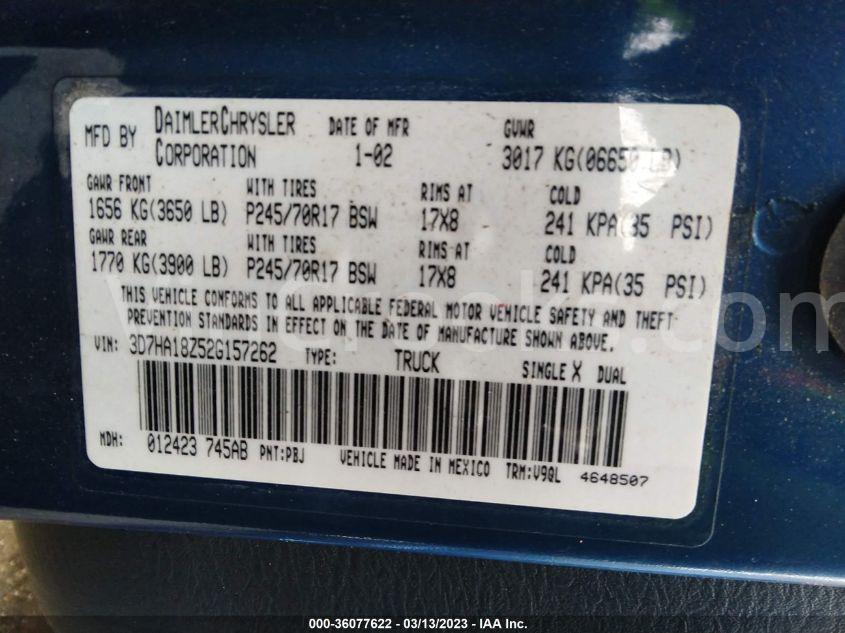 MFD BY DAIMLERCHRYSLER CORPORATION DATE OF MFR 1-02 GVWR 3017 KG(06650 LB)
GAWR FRONT WITH TIRES RIMS AT COLD
1656 KG(3650 LB) P245/70R17 BSW 17X8 241 KPA(35 PSI)
GAWR REAR WITH TIRES RIMS AT COLD
1770 KG(3900 LB) P245/70R17 BSW 17X8 241 KPA(35 PSI)
THIS VEHICLE CONFORMS TO ALL APPLICABLE FEDERAL MOTOR VEHICLE SAFETY AND THEFT
PREVENTION STANDARDS IN EFFECT ON THE DATE OF MANUFACTURE SHOWN ABOVE.
VIN: 3D7HA18Z52G157262 TYPE: TRUCK SINGLE X DUAL
MDH: 012423 745AB PNT:PBJ VEHICLE MADE IN MEXICO TRM:V9QL 4648507
000-36077622 — 03/13/2023 — © IAA Inc.